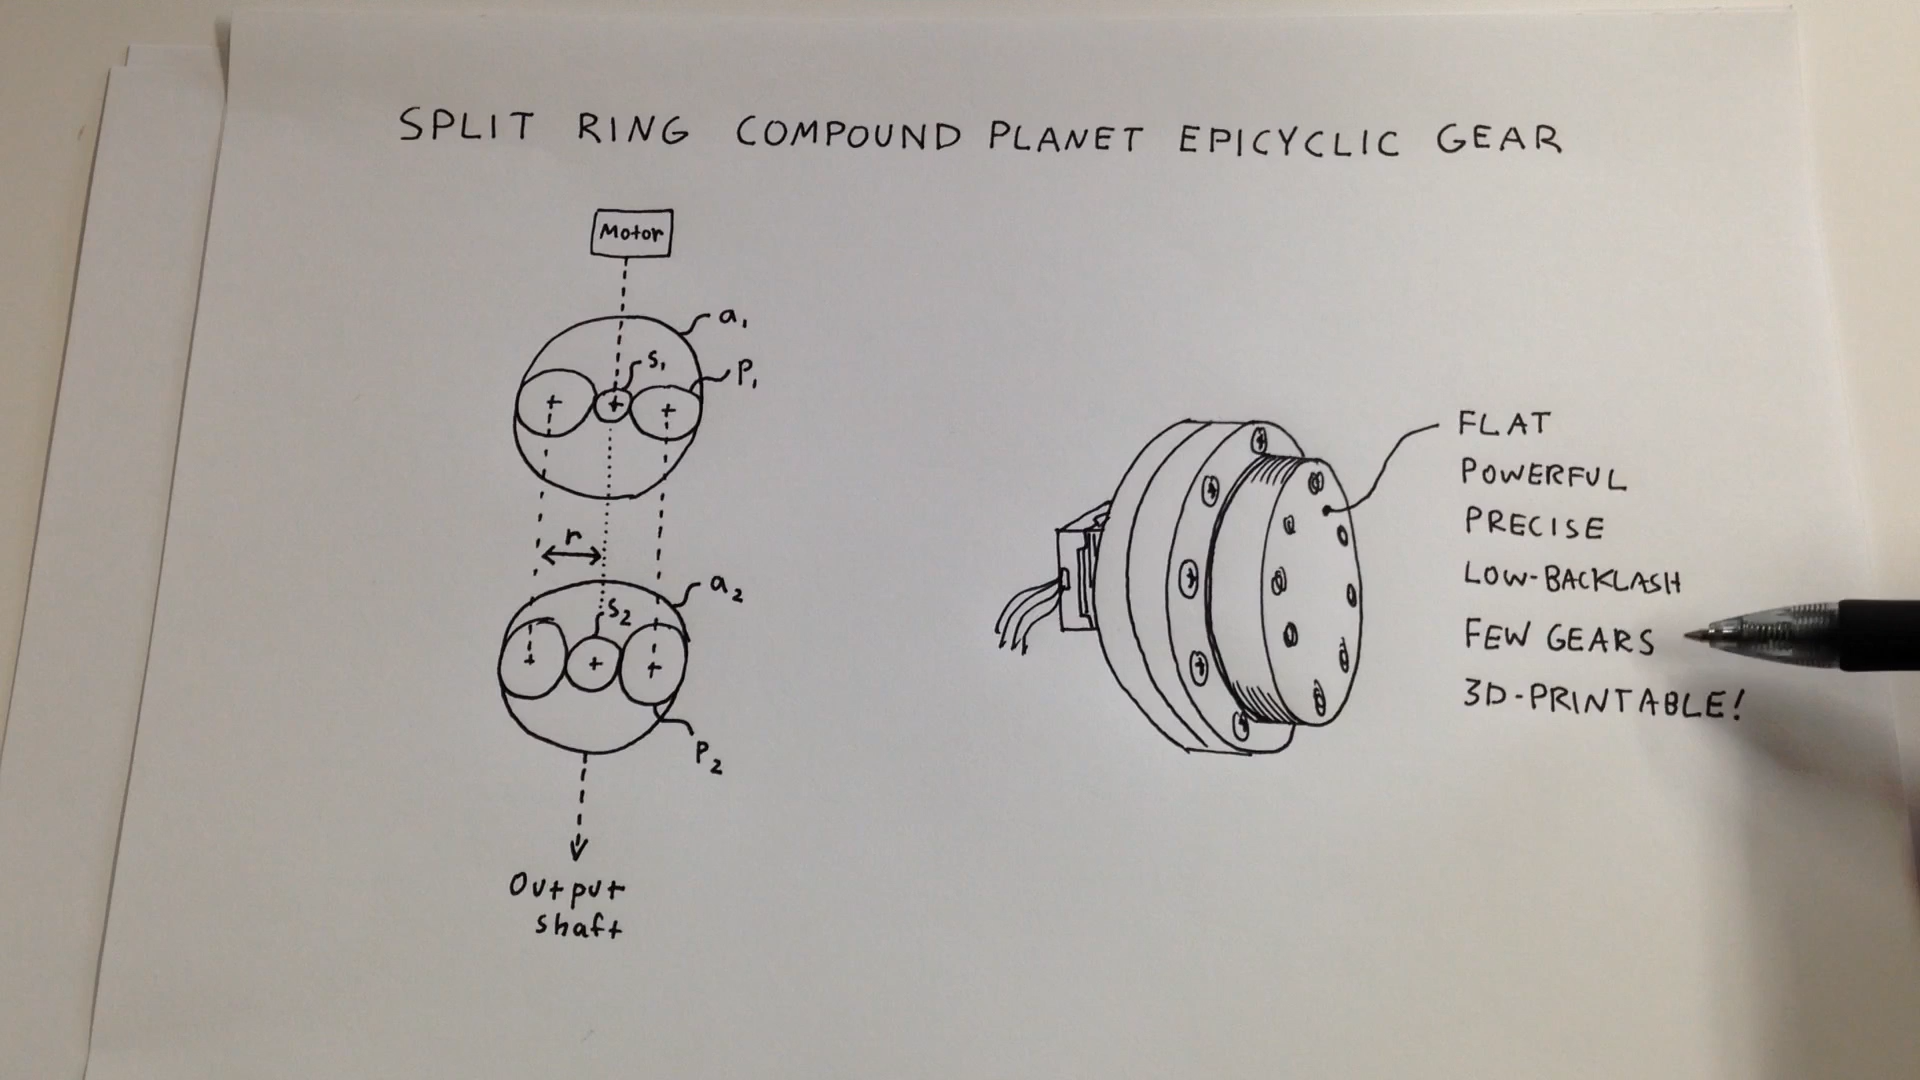 SPLIT RING COMPOUND PLANET EPICYCLIC GEAR
Motor
a₁
s₁
P₁
r
a₂
s₂
P₂
Output
shaft
FLAT
POWERFUL
PRECISE
LOW-BACKLASH
FEW GEARS
3D-PRINTABLE!